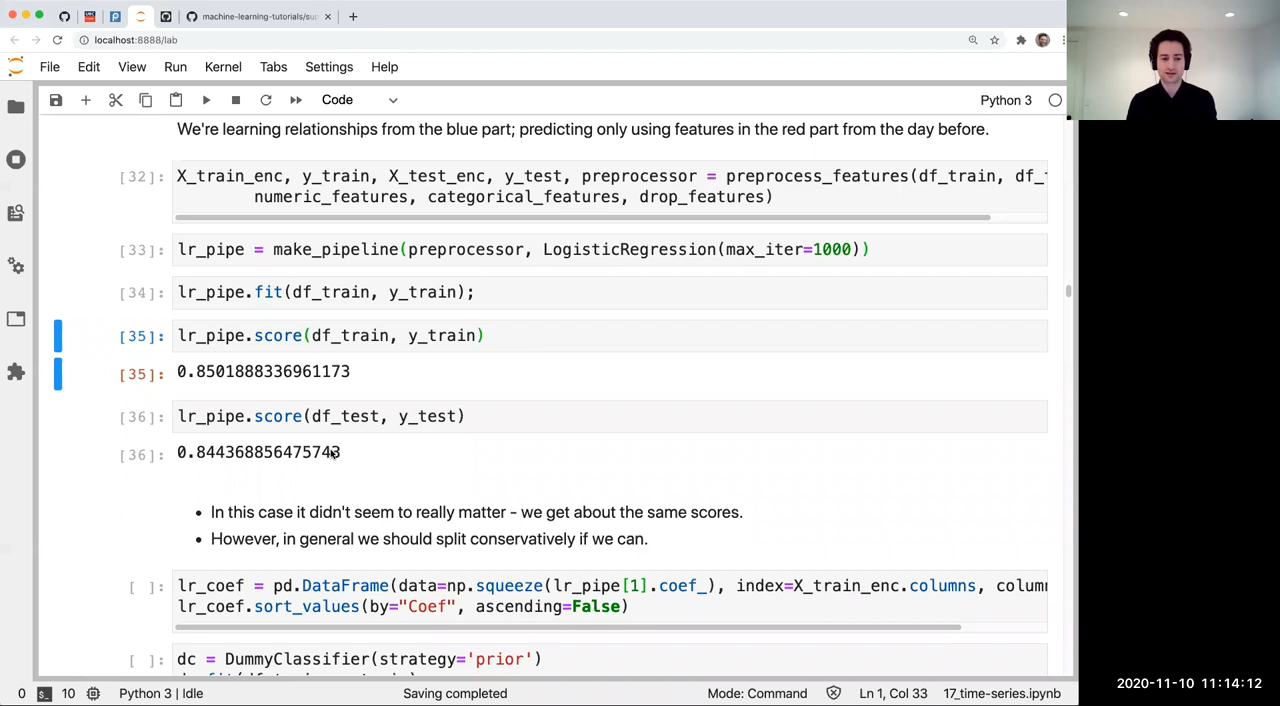 machine-learning-tutorials/su
localhost:8888/lab
File Edit View Run Kernel Tabs Settings Help
Code
Python 3
We're learning relationships from the blue part; predicting only using features in the red part from the day before.
[32]: X_train_enc, y_train, X_test_enc, y_test, preprocessor = preprocess_features(df_train, df_
numeric_features, categorical_features, drop_features)
[33]: lr_pipe = make_pipeline(preprocessor, LogisticRegression(max_iter=1000))
[34]: lr_pipe.fit(df_train, y_train);
[35]: lr_pipe.score(df_train, y_train)
[35]: 0.8501888336961173
[36]: lr_pipe.score(df_test, y_test)
[36]: 0.844368856475743
• In this case it didn't seem to really matter - we get about the same scores.
• However, in general we should split conservatively if we can.
[ ]: lr_coef = pd.DataFrame(data=np.squeeze(lr_pipe[1].coef_), index=X_train_enc.columns, colum
lr_coef.sort_values(by="Coef", ascending=False)
[ ]: dc = DummyClassifier(strategy='prior')
0 10 Python 3 | Idle Saving completed Mode: Command Ln 1, Col 33 17_time-series.ipynb
2020-11-10 11:14:12